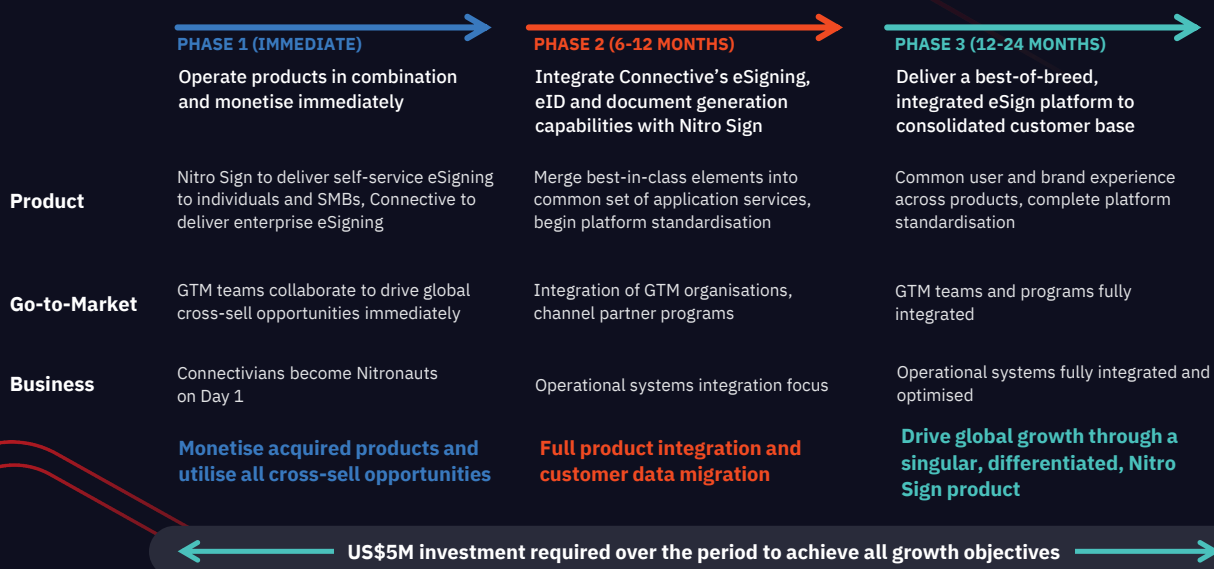 PHASE 1 (IMMEDIATE)
Operate products in combination
and monetise immediately
PHASE 2 (6-12 MONTHS)
Integrate Connective's eSigning,
eID and document generation
capabilities with Nitro Sign
PHASE 3 (12-24 MONTHS)
Deliver a best-of-breed,
integrated eSign platform to
consolidated customer base
Product
Nitro Sign to deliver self-service eSigning
to individuals and SMBs, Connective to
deliver enterprise eSigning
Merge best-in-class elements into
common set of application services,
begin platform standardisation
Common user and brand experience
across products, complete platform
standardisation
Go-to-Market
GTM teams collaborate to drive global
cross-sell opportunities immediately
Integration of GTM organisations,
channel partner programs
GTM teams and programs fully
integrated
Business
Connectivians become Nitronauts
on Day 1
Operational systems integration focus
Operational systems fully integrated and
optimised
Monetise acquired products and
utilise all cross-sell opportunities
Full product integration and
customer data migration
Drive global growth through a
singular, differentiated, Nitro
Sign product
US$5M investment required over the period to achieve all growth objectives